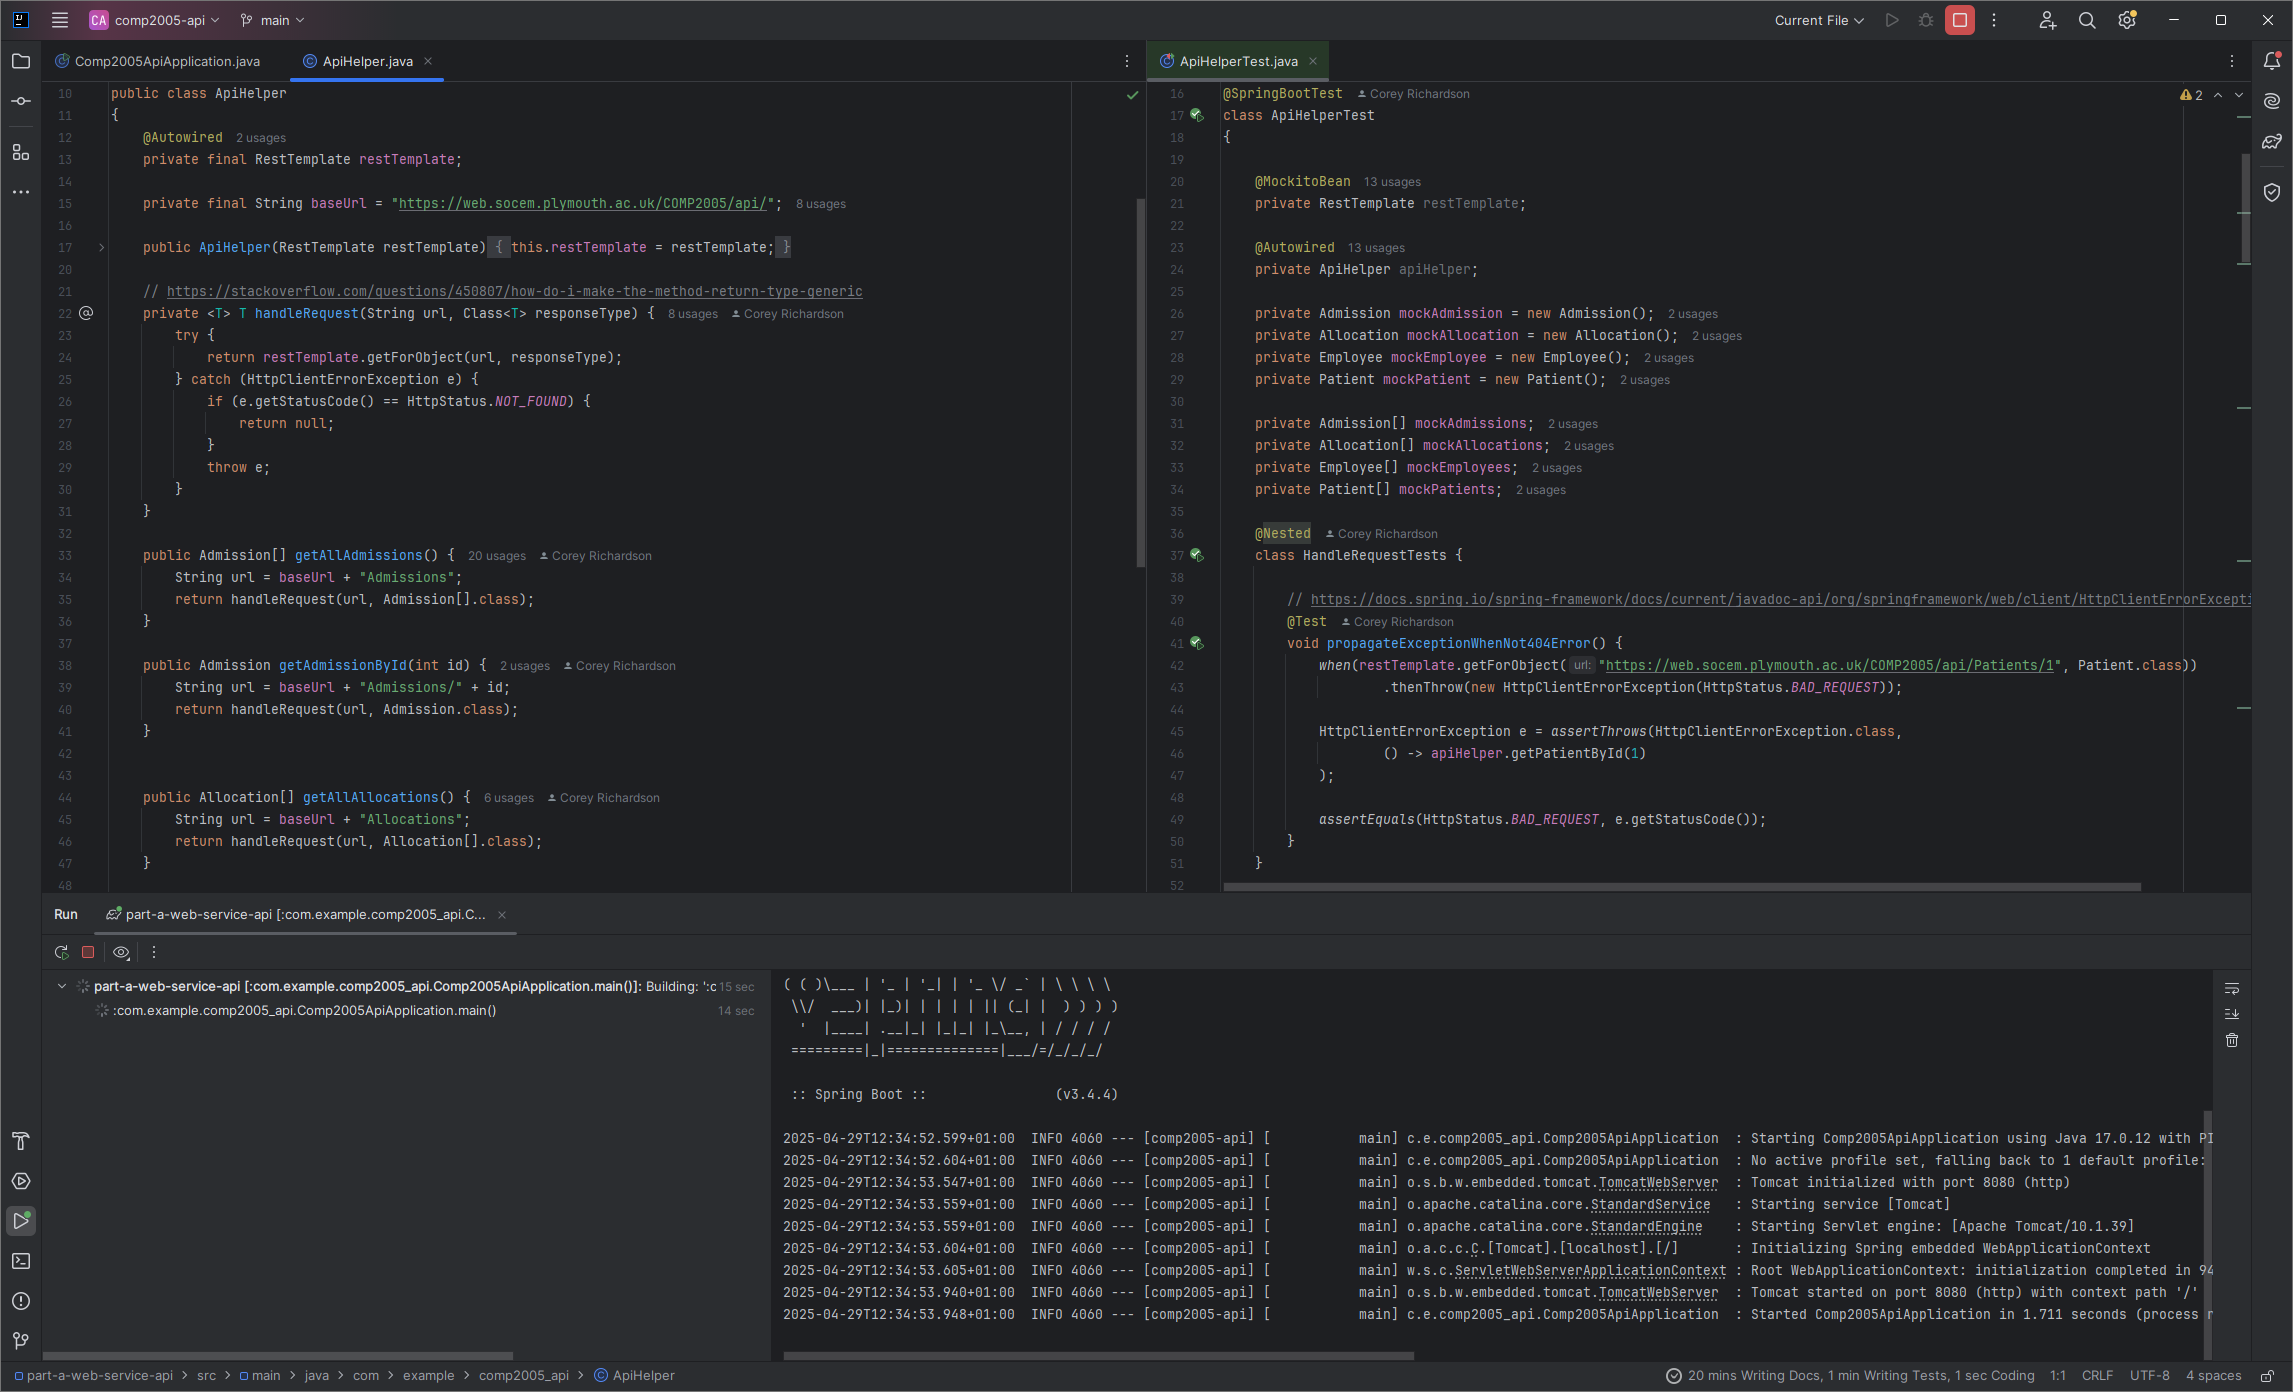 CA comp2005-api main Current File
Comp2005ApiApplication.java ApiHelper.java
10 public class ApiHelper
11 {
12 @Autowired 2 usages
13 private final RestTemplate restTemplate;
14
15 private final String baseUrl = "https://web.socem.plymouth.ac.uk/COMP2005/api/"; 8 usages
16
17 public ApiHelper(RestTemplate restTemplate) { this.restTemplate = restTemplate; }
20
21 // https://stackoverflow.com/questions/450807/how-do-i-make-the-method-return-type-generic
22 private <T> T handleRequest(String url, Class<T> responseType) { 8 usages Corey Richardson
23 try {
24 return restTemplate.getForObject(url, responseType);
25 } catch (HttpClientErrorException e) {
26 if (e.getStatusCode() == HttpStatus.NOT_FOUND) {
27 return null;
28 }
29 throw e;
30 }
31 }
32
33 public Admission[] getAllAdmissions() { 20 usages Corey Richardson
34 String url = baseUrl + "Admissions";
35 return handleRequest(url, Admission[].class);
36 }
37
38 public Admission getAdmissionById(int id) { 2 usages Corey Richardson
39 String url = baseUrl + "Admissions/" + id;
40 return handleRequest(url, Admission.class);
41 }
42
43
44 public Allocation[] getAllAllocations() { 6 usages Corey Richardson
45 String url = baseUrl + "Allocations";
46 return handleRequest(url, Allocation[].class);
47 }
48
ApiHelperTest.java
2
16 @SpringBootTest Corey Richardson
17 class ApiHelperTest
18 {
19
20 @MockitoBean 13 usages
21 private RestTemplate restTemplate;
22
23 @Autowired 13 usages
24 private ApiHelper apiHelper;
25
26 private Admission mockAdmission = new Admission(); 2 usages
27 private Allocation mockAllocation = new Allocation(); 2 usages
28 private Employee mockEmployee = new Employee(); 2 usages
29 private Patient mockPatient = new Patient(); 2 usages
30
31 private Admission[] mockAdmissions; 2 usages
32 private Allocation[] mockAllocations; 2 usages
33 private Employee[] mockEmployees; 2 usages
34 private Patient[] mockPatients; 2 usages
35
36 @Nested Corey Richardson
37 class HandleRequestTests {
38
39 // https://docs.spring.io/spring-framework/docs/current/javadoc-api/org/springframework/web/client/HttpClientErrorExcepti
40 @Test Corey Richardson
41 void propagateExceptionWhenNot404Error() {
42 when(restTemplate.getForObject( url: "https://web.socem.plymouth.ac.uk/COMP2005/api/Patients/1", Patient.class))
43 .thenThrow(new HttpClientErrorException(HttpStatus.BAD_REQUEST));
44
45 HttpClientErrorException e = assertThrows(HttpClientErrorException.class,
46 () -> apiHelper.getPatientById(1)
47 );
48
49 assertEquals(HttpStatus.BAD_REQUEST, e.getStatusCode());
50 }
51 }
52
Run part-a-web-service-api [:com.example.comp2005_api.C...
part-a-web-service-api [:com.example.comp2005_api.Comp2005ApiApplication.main()]: Building: ':c 15 sec
:com.example.comp2005_api.Comp2005ApiApplication.main() 14 sec
( ( )\___ | '_ | '_| | '_ \/ _` | \ \ \ \
\\/  ___)| |_)| | | | | || (_| |  ) ) ) )
'  |____| .__|_| |_|_| |_\__, | / / / /
=========|_|==============|___/=/_/_/_/
:: Spring Boot :: (v3.4.4)
2025-04-29T12:34:52.599+01:00 INFO 4060 --- [comp2005-api] [ main] c.e.comp2005_api.Comp2005ApiApplication : Starting Comp2005ApiApplication using Java 17.0.12 with PI
2025-04-29T12:34:52.604+01:00 INFO 4060 --- [comp2005-api] [ main] c.e.comp2005_api.Comp2005ApiApplication : No active profile set, falling back to 1 default profile:
2025-04-29T12:34:53.547+01:00 INFO 4060 --- [comp2005-api] [ main] o.s.b.w.embedded.tomcat.TomcatWebServer : Tomcat initialized with port 8080 (http)
2025-04-29T12:34:53.559+01:00 INFO 4060 --- [comp2005-api] [ main] o.apache.catalina.core.StandardService : Starting service [Tomcat]
2025-04-29T12:34:53.559+01:00 INFO 4060 --- [comp2005-api] [ main] o.apache.catalina.core.StandardEngine : Starting Servlet engine: [Apache Tomcat/10.1.39]
2025-04-29T12:34:53.604+01:00 INFO 4060 --- [comp2005-api] [ main] o.a.c.c.C.[Tomcat].[localhost].[/] : Initializing Spring embedded WebApplicationContext
2025-04-29T12:34:53.605+01:00 INFO 4060 --- [comp2005-api] [ main] w.s.c.ServletWebServerApplicationContext : Root WebApplicationContext: initialization completed in 94
2025-04-29T12:34:53.940+01:00 INFO 4060 --- [comp2005-api] [ main] o.s.b.w.embedded.tomcat.TomcatWebServer : Tomcat started on port 8080 (http) with context path '/'
2025-04-29T12:34:53.948+01:00 INFO 4060 --- [comp2005-api] [ main] c.e.comp2005_api.Comp2005ApiApplication : Started Comp2005ApiApplication in 1.711 seconds (process r
part-a-web-service-api > src > main > java > com > example > comp2005_api > ApiHelper
20 mins Writing Docs, 1 min Writing Tests, 1 sec Coding 1:1 CRLF UTF-8 4 spaces